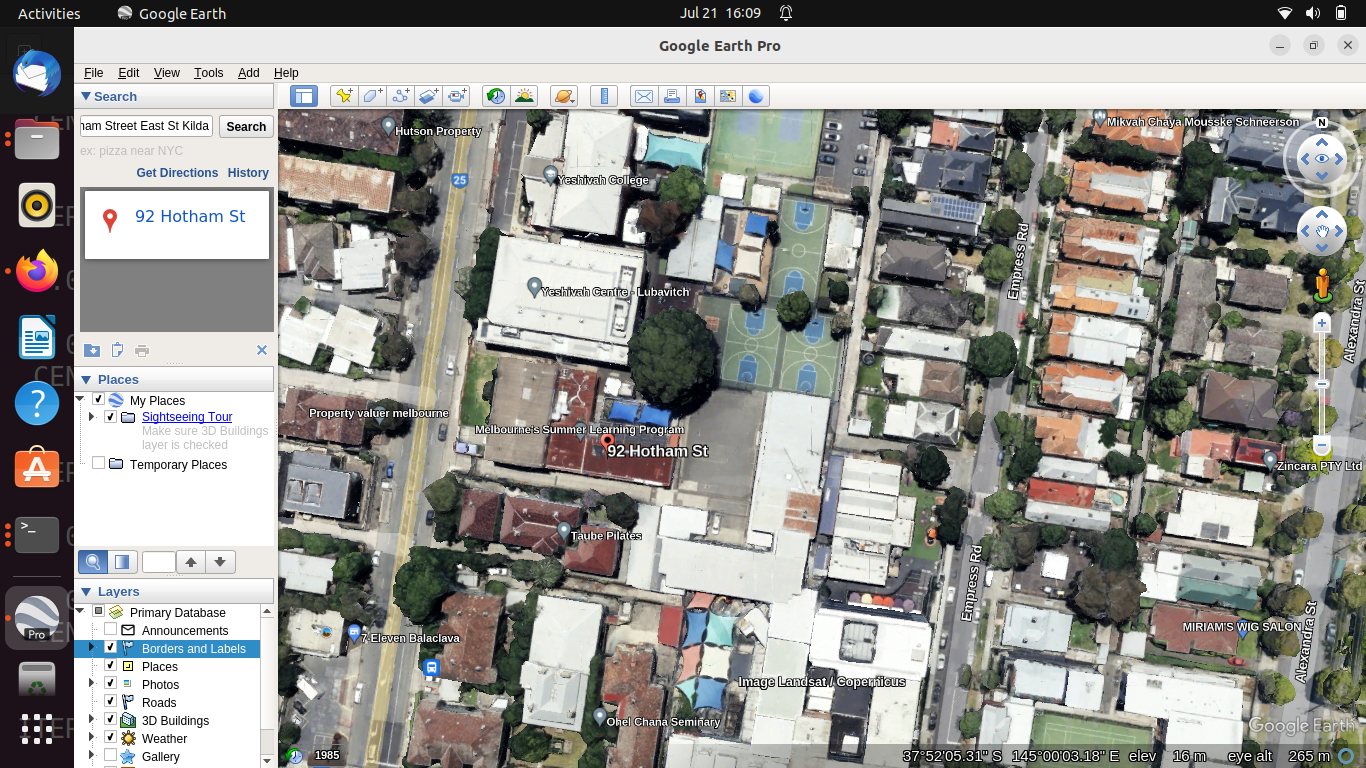 Activities
Google Earth
Jul 21 16:09
Google Earth Pro
File Edit View Tools Add Help
Search
am Street East St Kilda
Search
ex: pizza near NYC
Get Directions
History
92 Hotham St
Places
My Places
Sightseeing Tour
Make sure 3D Buildings
layer is checked
Temporary Places
Layers
Primary Database
Announcements
Borders and Labels
Places
Photos
Roads
3D Buildings
Weather
Gallery
Pro
Hutson Property
25
Yeshivah College
Mikvah Chaya Mousske Schneerson
N
Empress Rd
Yeshivah Centre - Lubavitch
Alexandra St
Property valuer melbourne
Melbourne's Summer Learning Program
92 Hotham St
Zincara PTY Ltd
Taube Pilates
Empress Rd
7-Eleven Balaclava
MIRIAM'S WIG SALON
Alexandra St
Image Landsat / Copernicus
Ohel Chana Seminary
Google Earth
1985
37°52'05.31" S 145°00'03.18" E elev 16 m eye alt 265 m